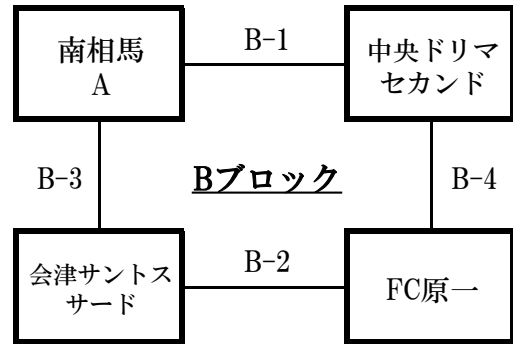 南相馬
A
B-1
中央ドリマ
セカンド
B-3
Bブロック
B-4
会津サントス
サード
B-2
FC原一